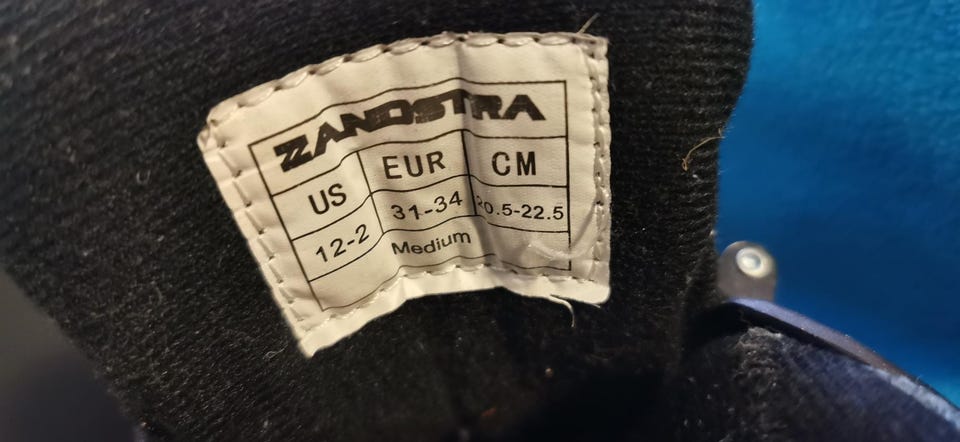 ZANDSTRA
US EUR CM
12-2 31-34 20.5-22.5
Medium